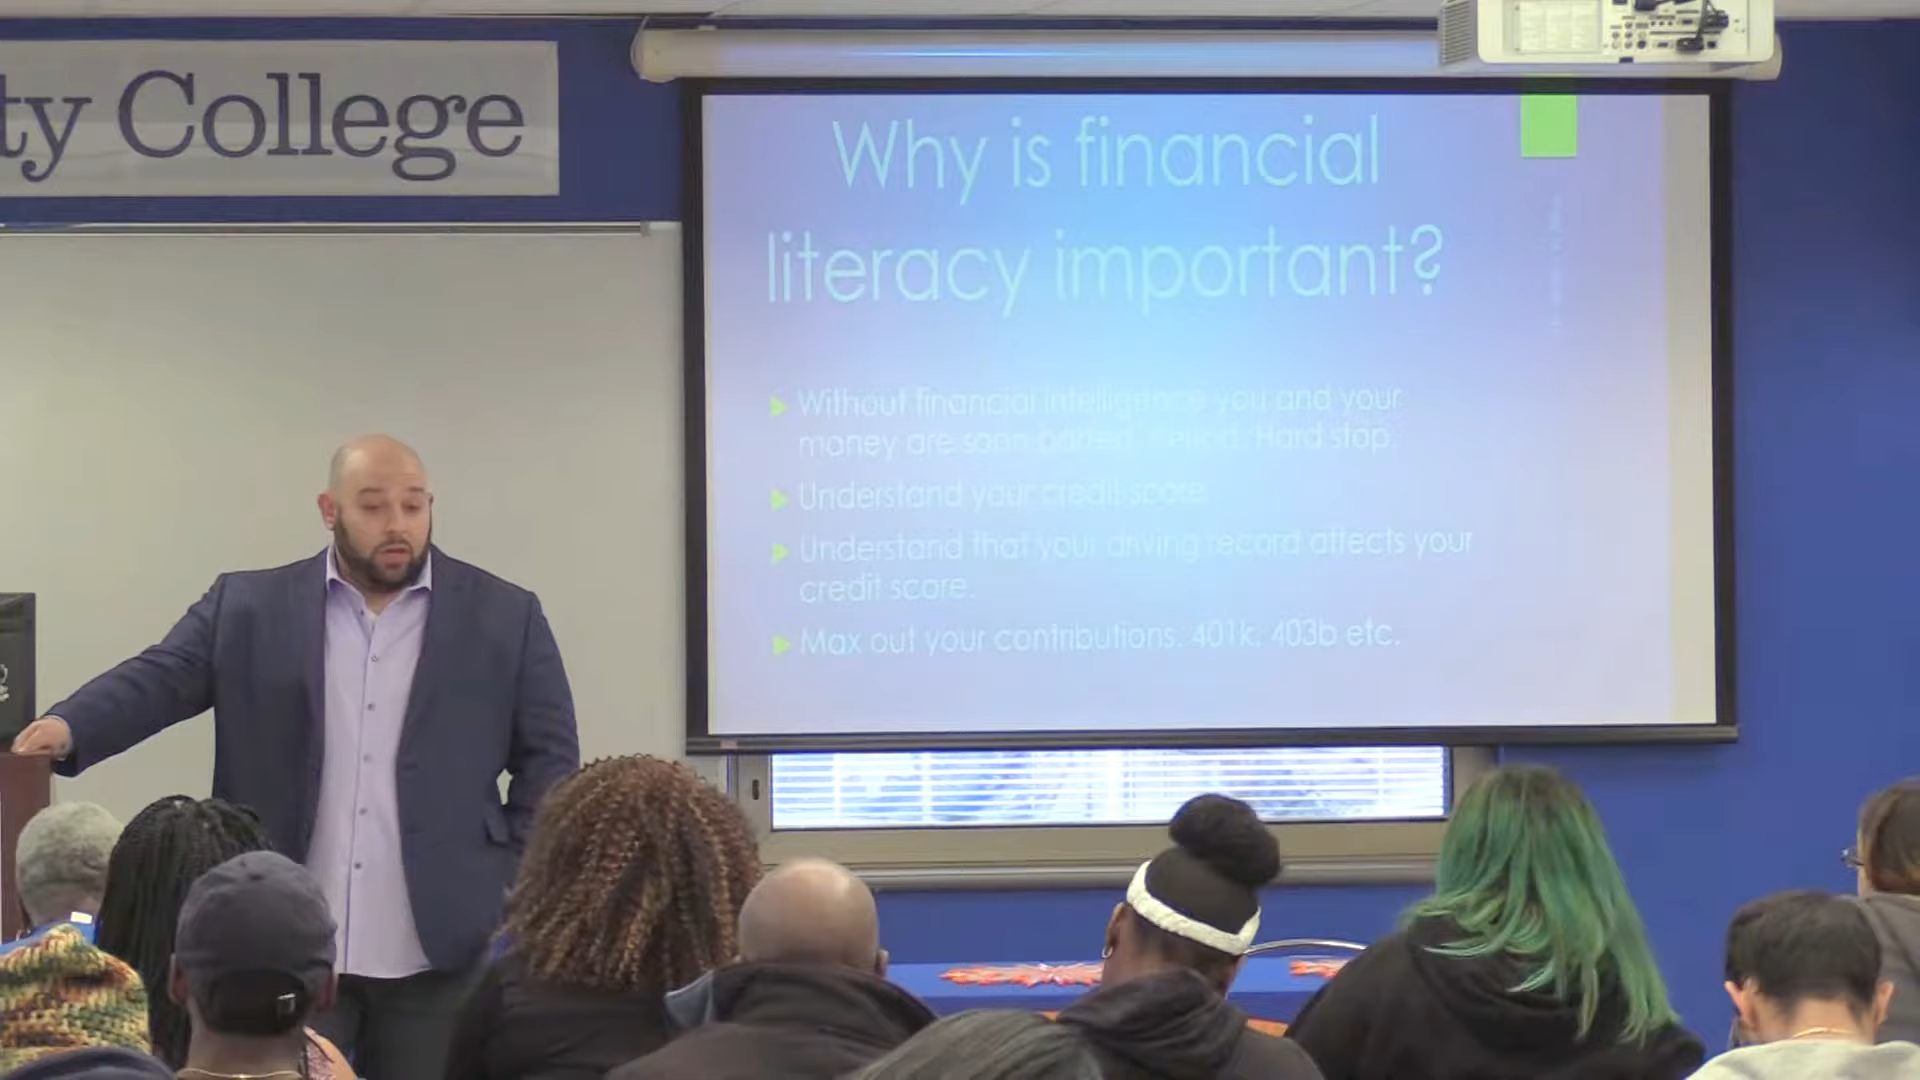 ty College
Why is financial
literacy important?
Without financial intelligence you and your
money are soon parted. Period. Hard stop.
Understand your credit score
Understand that your driving record affects your
credit score.
Max out your contributions. 401k, 403b etc.